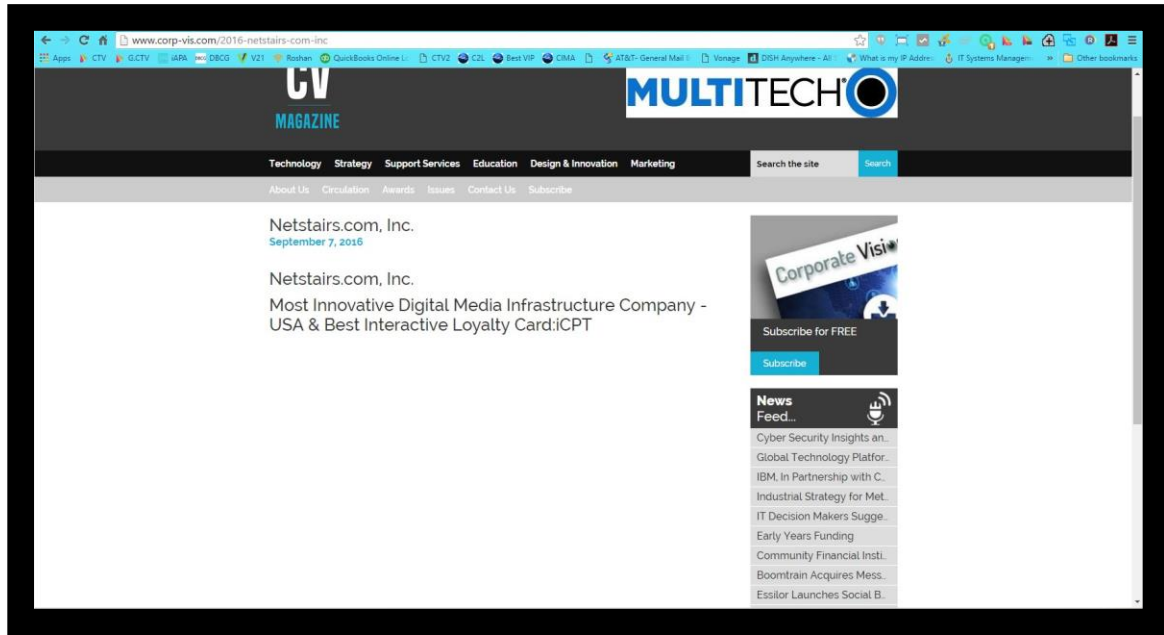 www.corp-vis.com/2016-netstairs-com-inc
Apps CTV G.CTV iAPA DBCG V21 Roshan QuickBooks Online Lo CTV2 C2L Best VIP CIMA AT&T- General Mail Vonage DISH Anywhere - All What is my IP Addres IT Systems Managem » Other bookmarks
CV
MAGAZINE
MULTITECH®
Technology Strategy Support Services Education Design & Innovation Marketing
Search the site Search
About Us Circulation Awards Issues Contact Us Subscribe
Netstairs.com, Inc.
September 7, 2016
Netstairs.com, Inc.
Most Innovative Digital Media Infrastructure Company -
USA & Best Interactive Loyalty Card:iCPT
Corporate Visio
Subscribe for FREE
Subscribe
News
Feed...
Cyber Security Insights an...
Global Technology Platfor...
IBM, In Partnership with C...
Industrial Strategy for Met...
IT Decision Makers Sugge...
Early Years Funding
Community Financial Insti...
Boomtrain Acquires Mess...
Essilor Launches Social B...